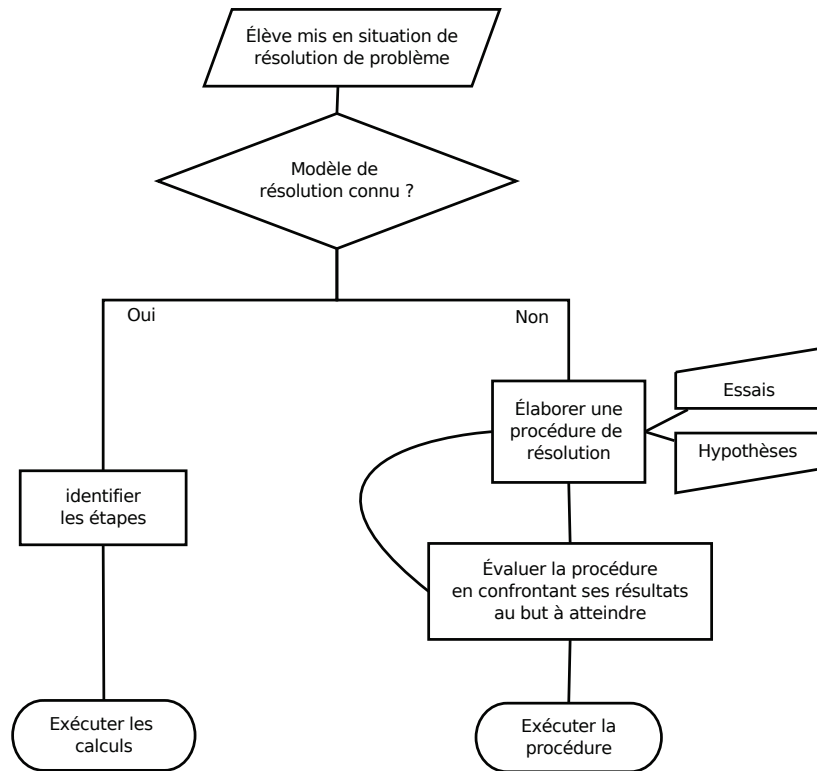 Élève mis en situation de
résolution de problème
Modèle de
résolution connu ?
Oui
Non
Essais
Élaborer une
procédure de
résolution
Hypothèses
identifier
les étapes
Évaluer la procédure
en confrontant ses résultats
au but à atteindre
Exécuter les
calculs
Exécuter la
procédure